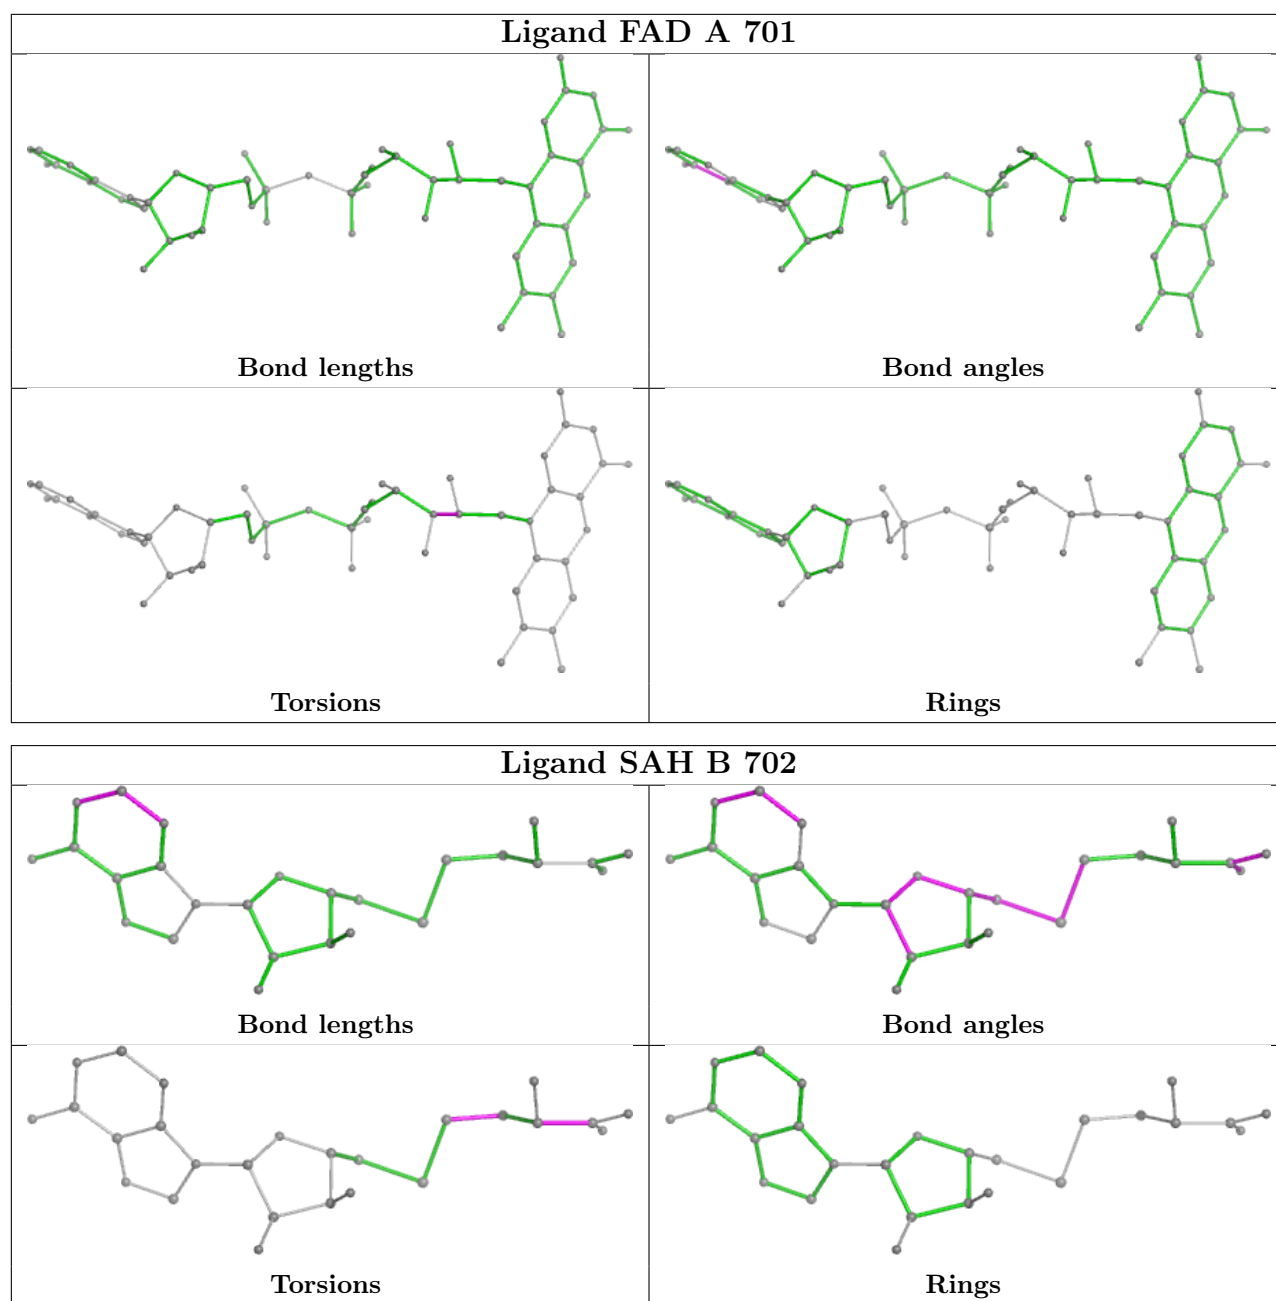 Ligand FAD A 701
Bond lengths
Bond angles
Torsions
Rings
Ligand SAH B 702
Bond lengths
Bond angles
Torsions
Rings